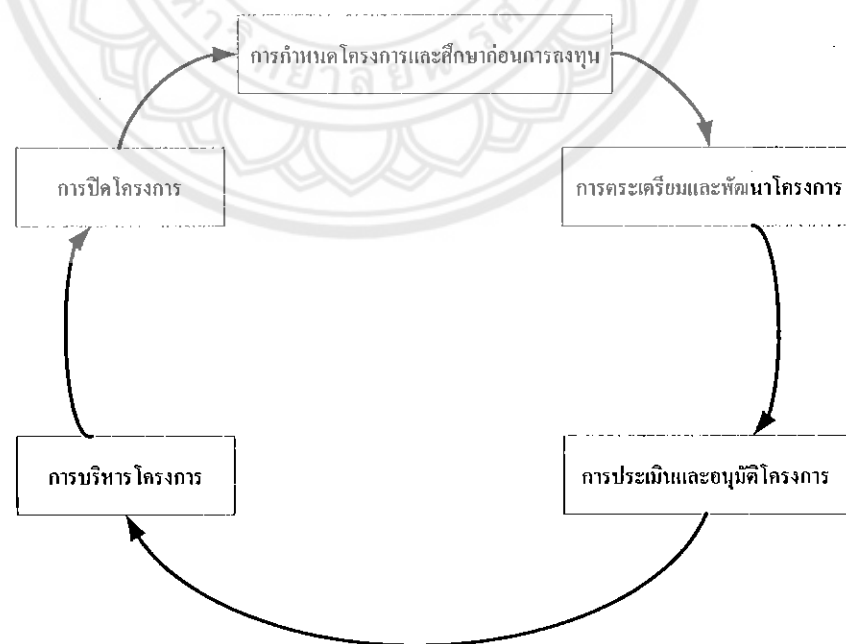 การกำหนดโครงการและศึกษาก่อนการลงทุน
การปิดโครงการ
การตระเตรียมและพัฒนาโครงการ
การบริหารโครงการ
การประเมินและอนุมัติโครงการ